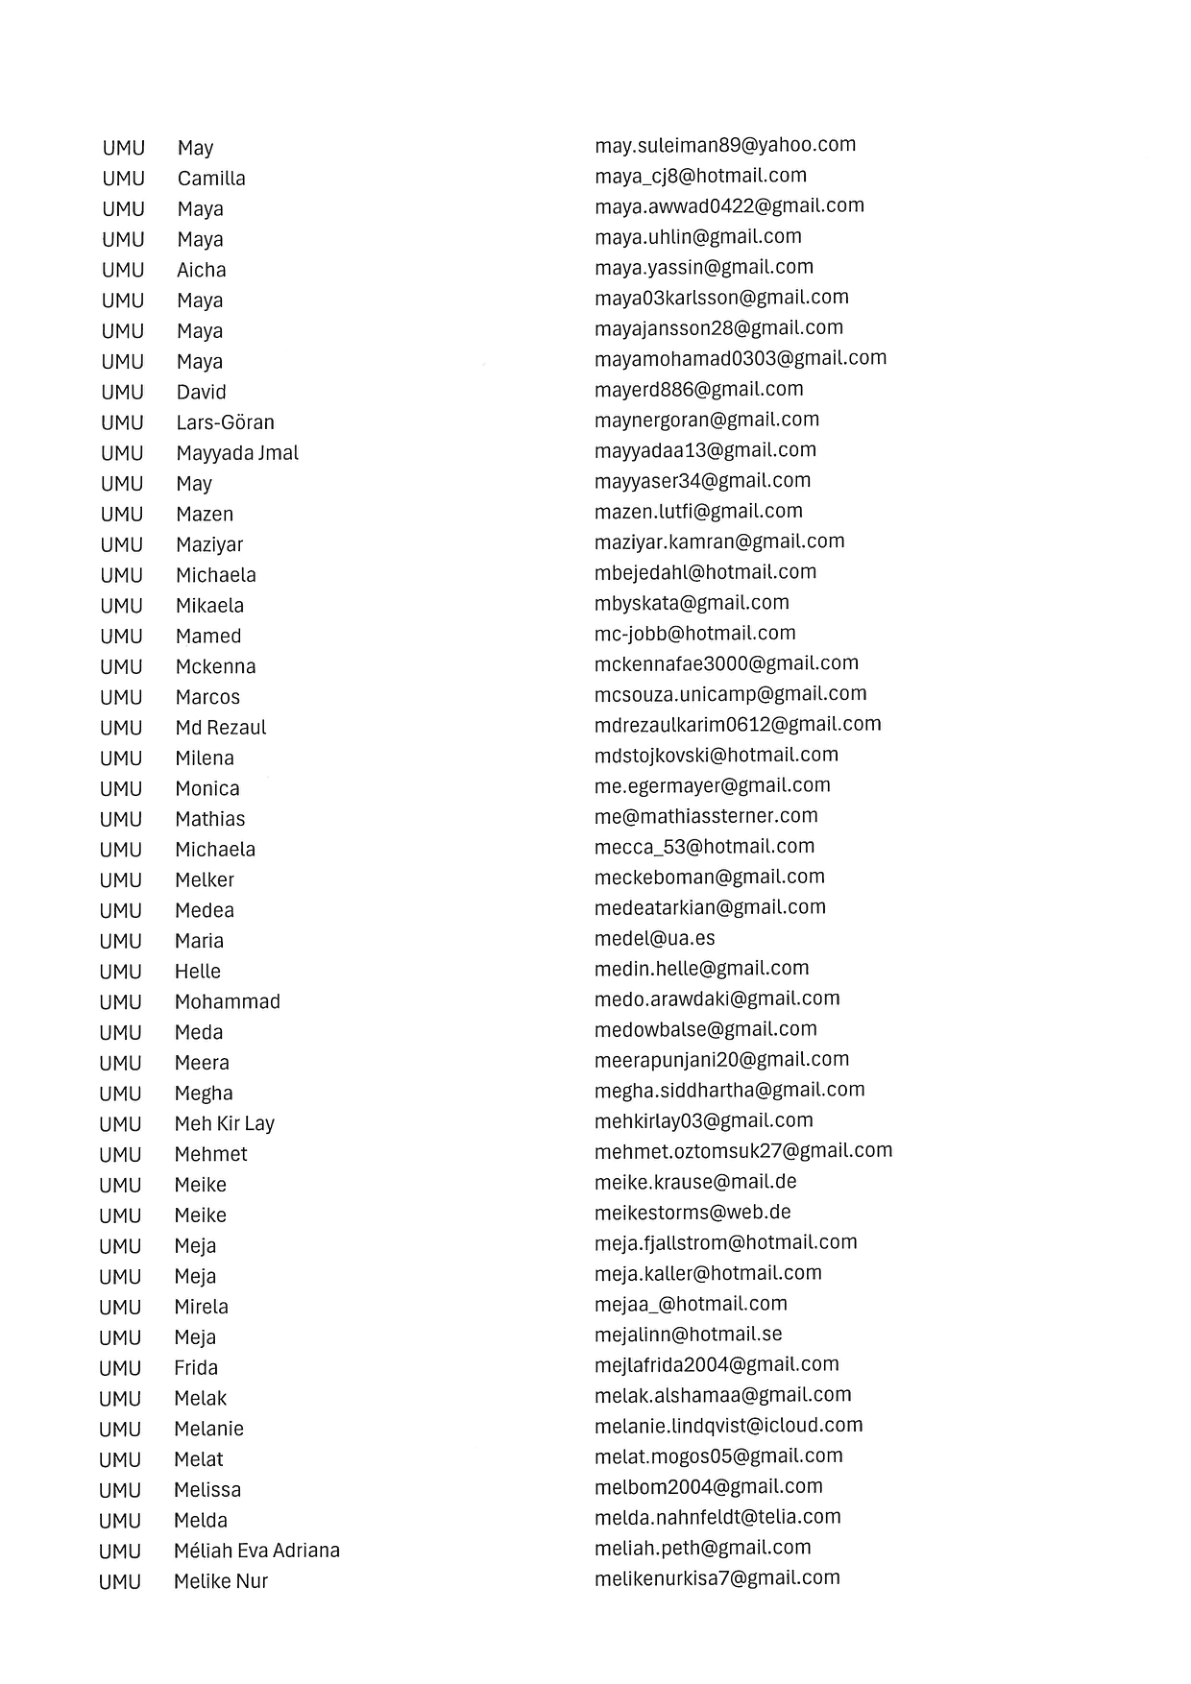 UMU May may.suleiman89@yahoo.com
UMU Camilla maya_cj8@hotmail.com
UMU Maya maya.awwad0422@gmail.com
UMU Maya maya.uhlin@gmail.com
UMU Aicha maya.yassin@gmail.com
UMU Maya maya03karlsson@gmail.com
UMU Maya mayajansson28@gmail.com
UMU Maya mayamohamad0303@gmail.com
UMU David mayerd886@gmail.com
UMU Lars-Göran maynergoran@gmail.com
UMU Mayyada Jmal mayyadaa13@gmail.com
UMU May mayyaser34@gmail.com
UMU Mazen mazen.lutfi@gmail.com
UMU Maziyar maziyar.kamran@gmail.com
UMU Michaela mbejedahl@hotmail.com
UMU Mikaela mbyskata@gmail.com
UMU Mamed mc-jobb@hotmail.com
UMU Mckenna mckennafae3000@gmail.com
UMU Marcos mcsouza.unicamp@gmail.com
UMU Md Rezaul mdrezaulkarim0612@gmail.com
UMU Milena mdstojkovski@hotmail.com
UMU Monica me.egermayer@gmail.com
UMU Mathias me@mathiassterner.com
UMU Michaela mecca_53@hotmail.com
UMU Melker meckeboman@gmail.com
UMU Medea medeatarkian@gmail.com
UMU Maria medel@ua.es
UMU Helle medin.helle@gmail.com
UMU Mohammad medo.arawdaki@gmail.com
UMU Meda medowbalse@gmail.com
UMU Meera meerapunjani20@gmail.com
UMU Megha megha.siddhartha@gmail.com
UMU Meh Kir Lay mehkirlay03@gmail.com
UMU Mehmet mehmet.oztomsuk27@gmail.com
UMU Meike meike.krause@mail.de
UMU Meike meikestorms@web.de
UMU Meja meja.fjallstrom@hotmail.com
UMU Meja meja.kaller@hotmail.com
UMU Mirela mejaa_@hotmail.com
UMU Meja mejalinn@hotmail.se
UMU Frida mejlafrida2004@gmail.com
UMU Melak melak.alshamaa@gmail.com
UMU Melanie melanie.lindqvist@icloud.com
UMU Melat melat.mogos05@gmail.com
UMU Melissa melbom2004@gmail.com
UMU Melda melda.nahnfeldt@telia.com
UMU Méliah Eva Adriana meliah.peth@gmail.com
UMU Melike Nur melikenurkisa7@gmail.com